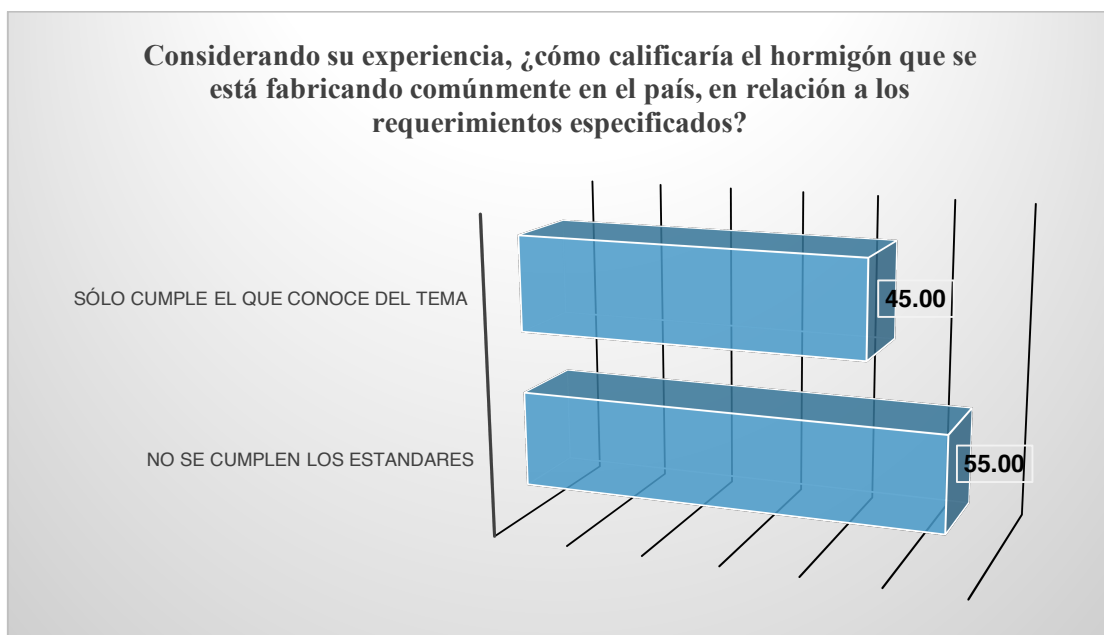 Considerando su experiencia, ¿cómo calificaría el hormigón que se
está fabricando comúnmente en el país, en relación a los
requerimientos especificados?
SÓLO CUMPLE EL QUE CONOCE DEL TEMA
45.00
NO SE CUMPLEN LOS ESTANDARES
55.00